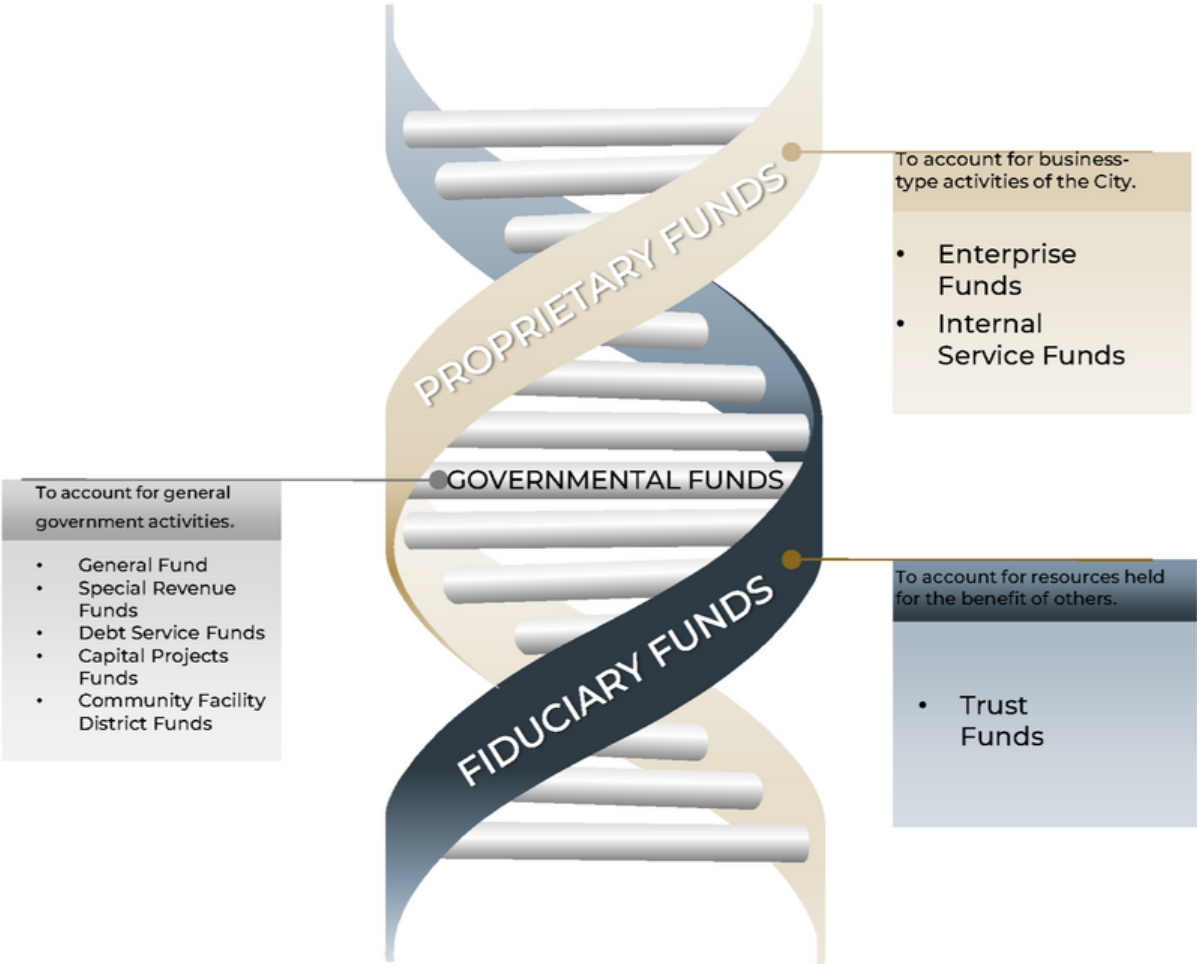 PROPRIETARY FUNDS
To account for business-
type activities of the City.
• Enterprise
Funds
• Internal
Service Funds
GOVERNMENTAL FUNDS
To account for general
government activities.
• General Fund
• Special Revenue
Funds
• Debt Service Funds
• Capital Projects
Funds
• Community Facility
District Funds
FIDUCIARY FUNDS
To account for resources held
for the benefit of others.
• Trust
Funds